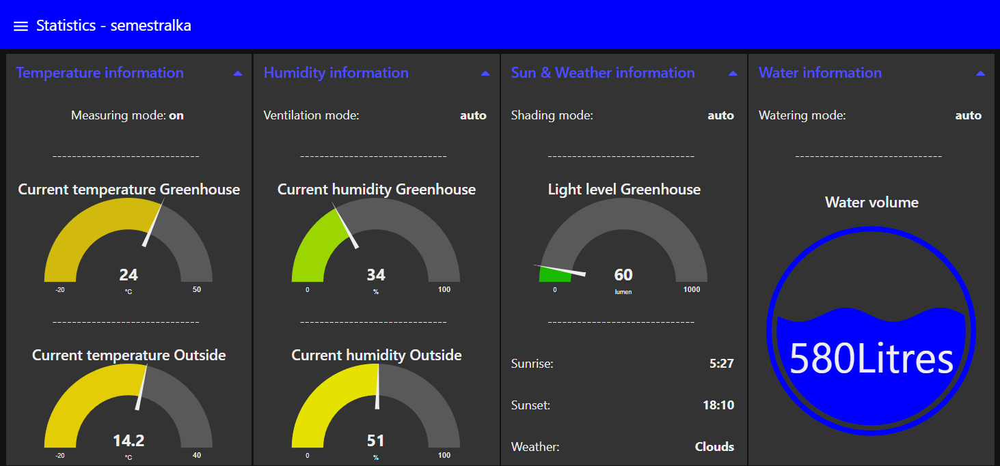 Statistics - semestralka
Temperature information
Measuring mode: on
------------------------------
Current temperature Greenhouse
24
-20
°C
50
------------------------------
Current temperature Outside
14.2
-20
°C
40
Humidity information
Ventilation mode: auto
------------------------------
Current humidity Greenhouse
34
0
%
100
------------------------------
Current humidity Outside
51
0
%
100
Sun & Weather information
Shading mode: auto
------------------------------
Light level Greenhouse
60
0
lumen
1000
------------------------------
Sunrise: 5:27
Sunset: 18:10
Weather: Clouds
Water information
Watering mode: auto
------------------------------
Water volume
580Litres